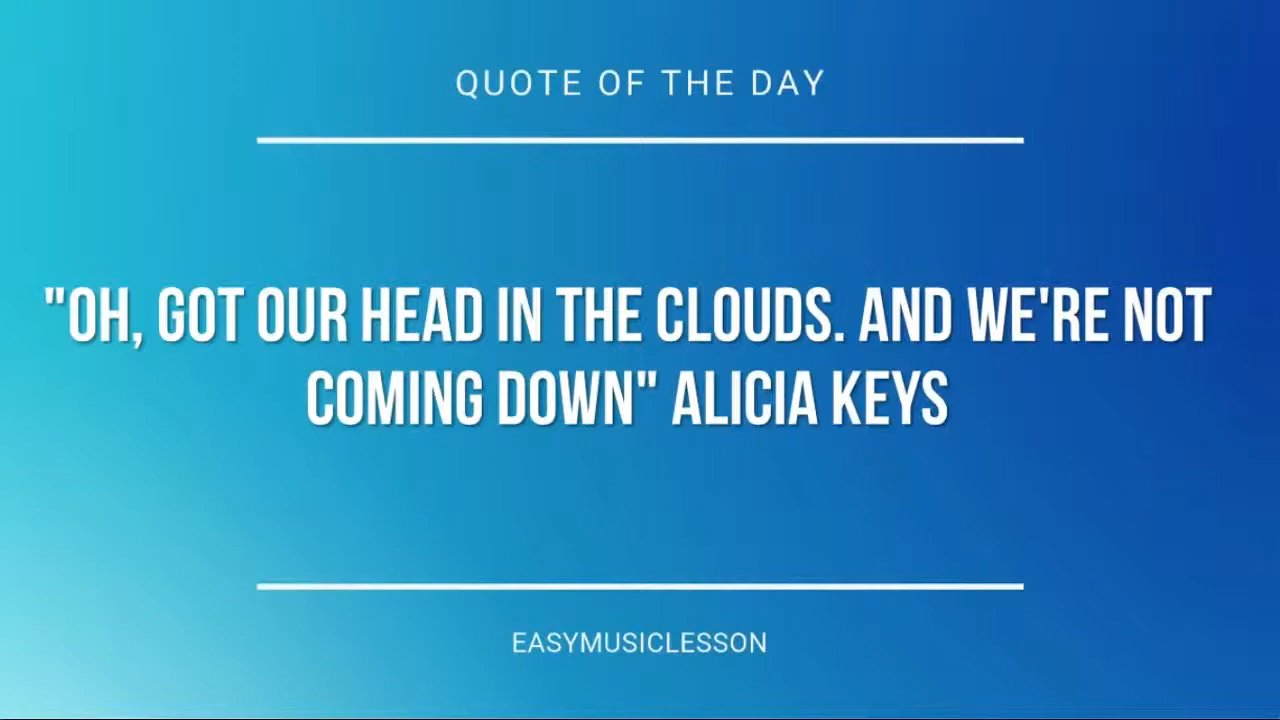 QUOTE OF THE DAY
"OH, GOT OUR HEAD IN THE CLOUDS. AND WE'RE NOT
COMING DOWN" ALICIA KEYS
EASYMUSICLESSON